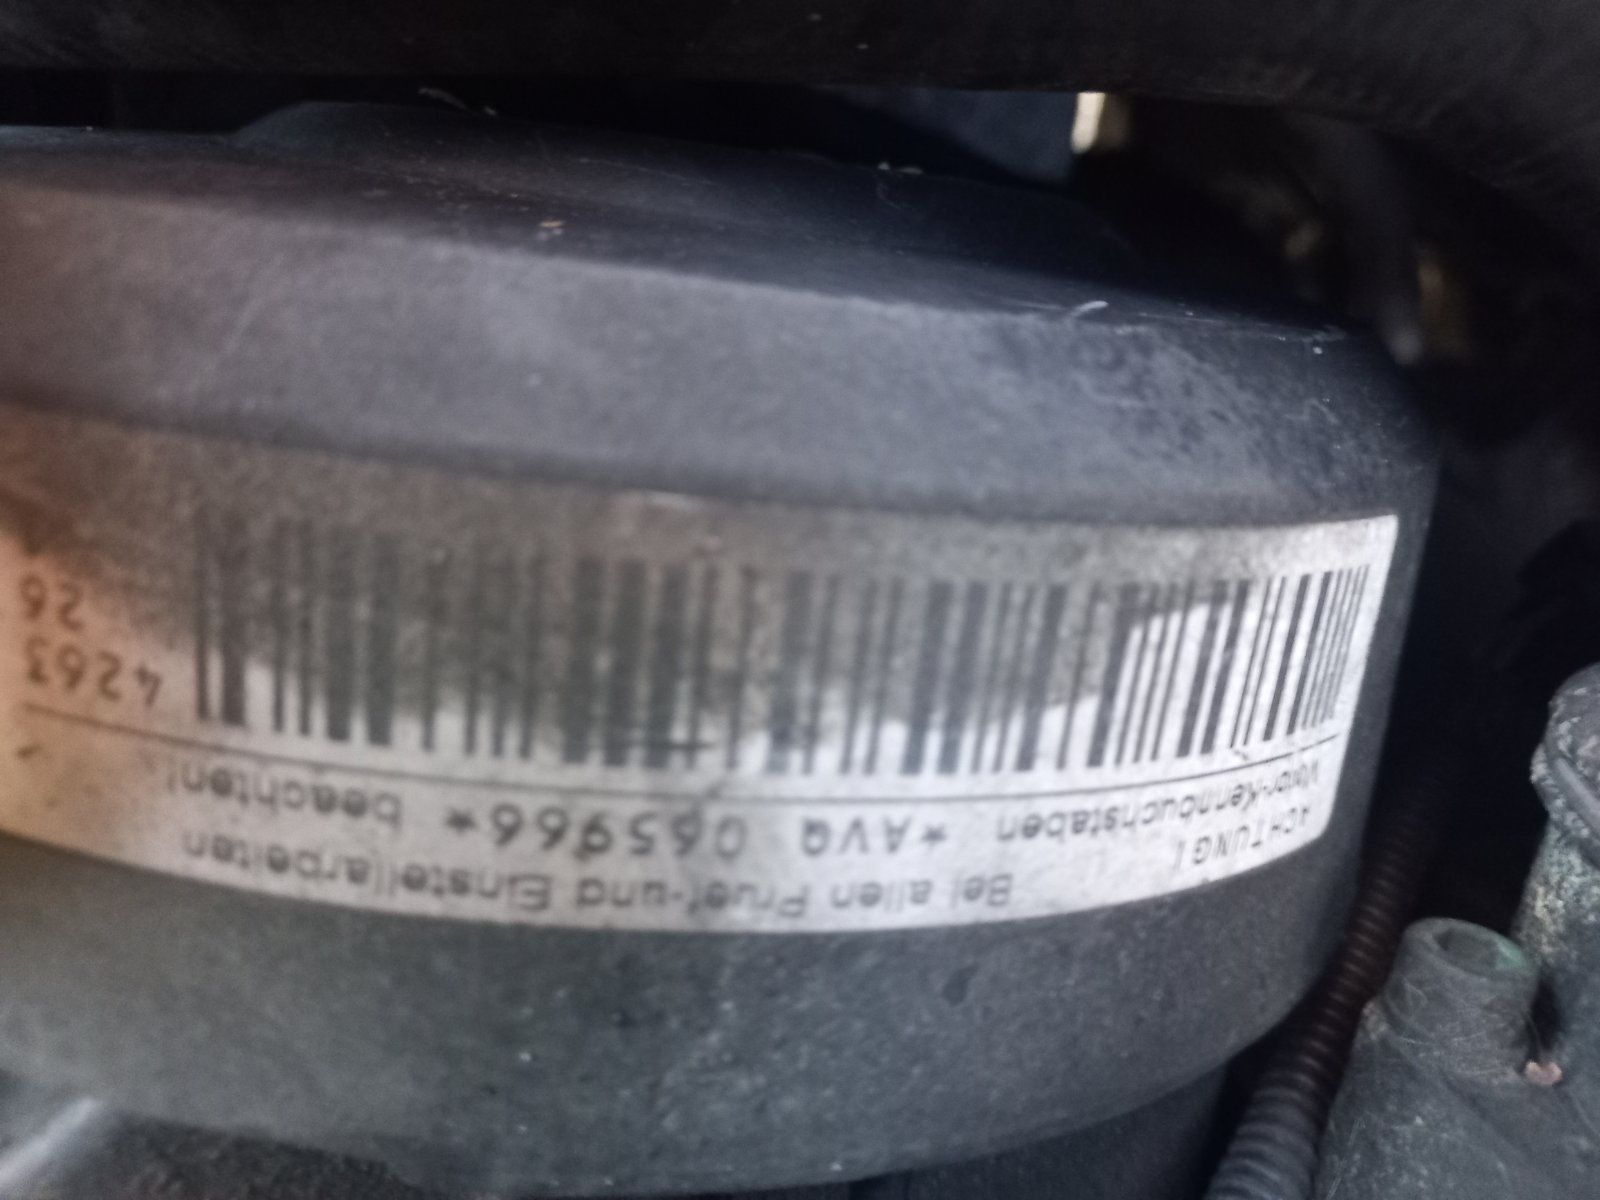 ACHTUNG! Bei allen Pruef-und Einstellarbeiten
Motor-Kennbuchstaben *AVQ 065966* beachten!
4263
26